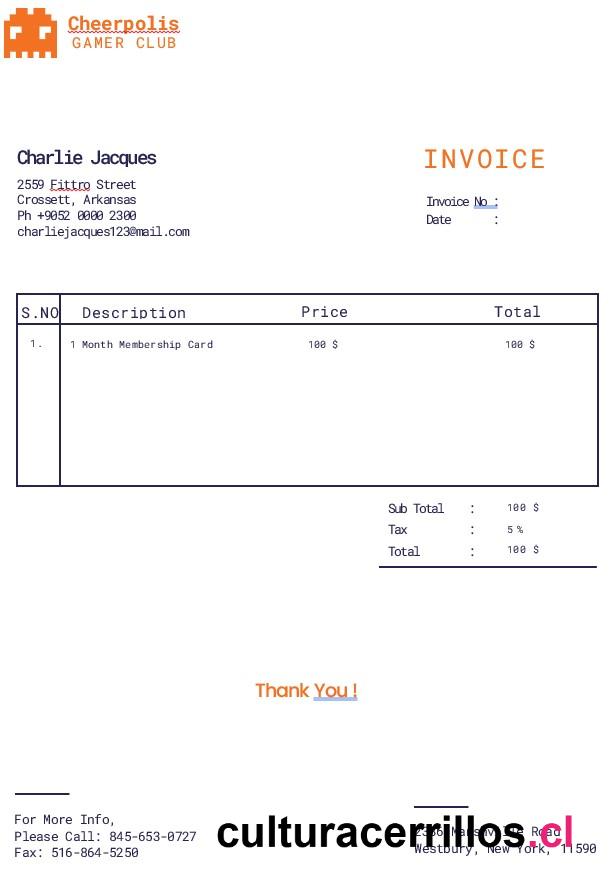 Cheerpolis
GAMER CLUB
Charlie Jacques
2559 Fittro Street
Crossett, Arkansas
Ph +9052 0000 2300
charliejacques123@mail.com
INVOICE
Invoice No :
Date :
S.NO Description Price Total
1. 1 Month Membership Card 100 $ 100 $
Sub Total : 100 $
Tax : 5 %
Total : 100 $
Thank You !
For More Info,
Please Call: 845-653-0727
Fax: 516-864-5250
culturacerrillos.cl
Road
Westbury, New York, 11590